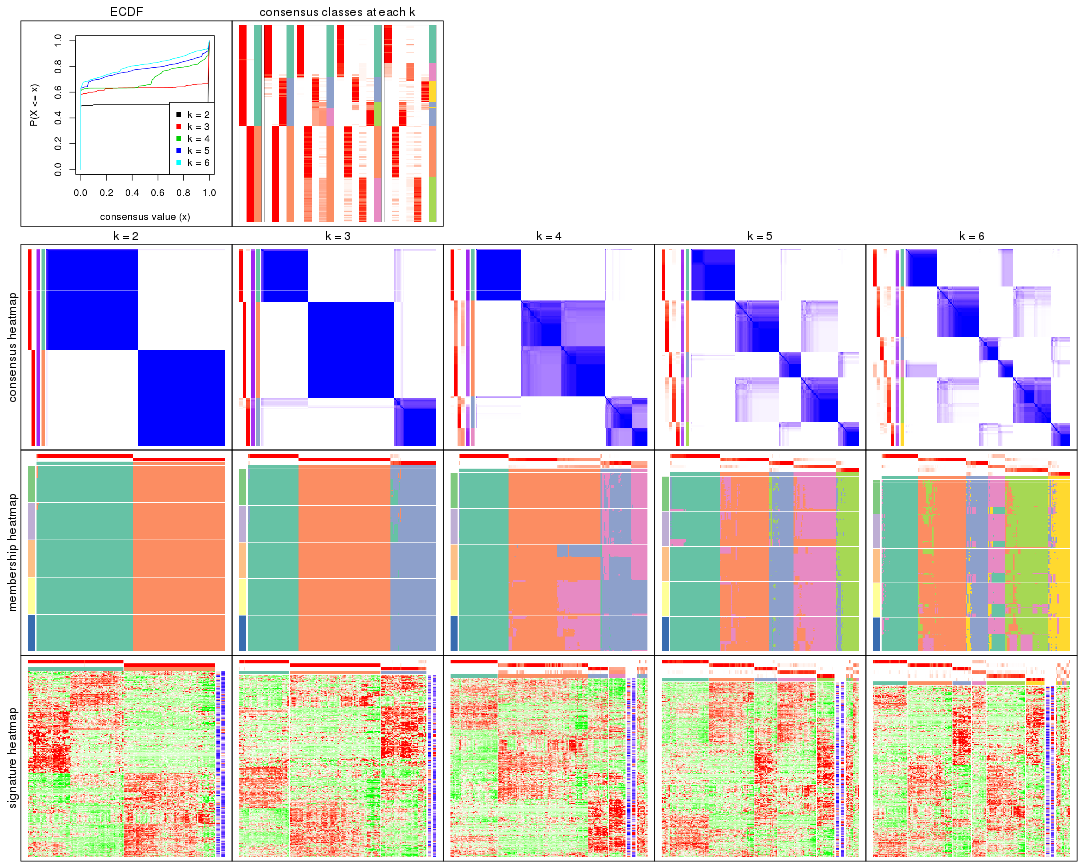 ECDF
consensus classes at each k
P(X <= x)
1.0
0.8
0.6
0.4
0.2
0.0
k = 2
k = 3
k = 4
k = 5
k = 6
0.0 0.2 0.4 0.6 0.8 1.0
consensus value (x)
k = 2
k = 3
k = 4
k = 5
k = 6
consensus heatmap
membership heatmap
signature heatmap